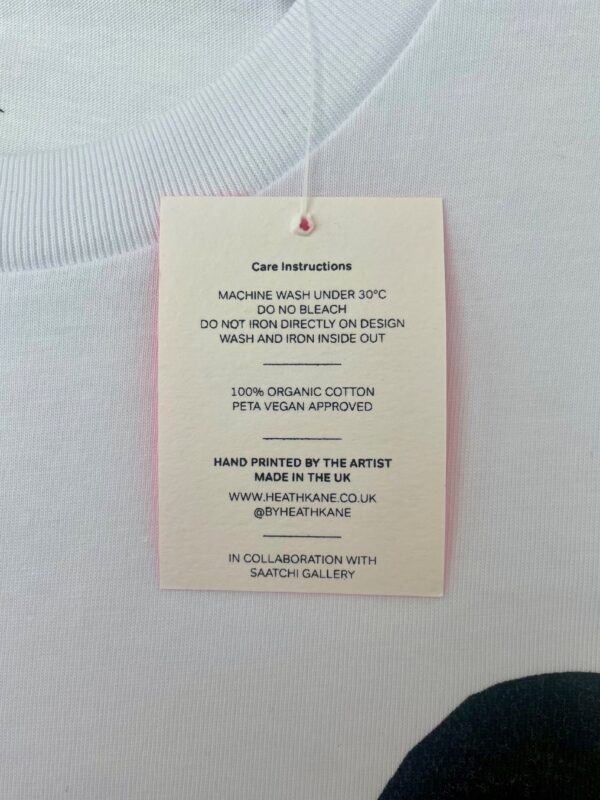 Care Instructions
MACHINE WASH UNDER 30°C
DO NO BLEACH
DO NOT IRON DIRECTLY ON DESIGN
WASH AND IRON INSIDE OUT
100% ORGANIC COTTON
PETA VEGAN APPROVED
HAND PRINTED BY THE ARTIST
MADE IN THE UK
WWW.HEATHKANE.CO.UK
@BYHEATHKANE
IN COLLABORATION WITH
SAATCHI GALLERY